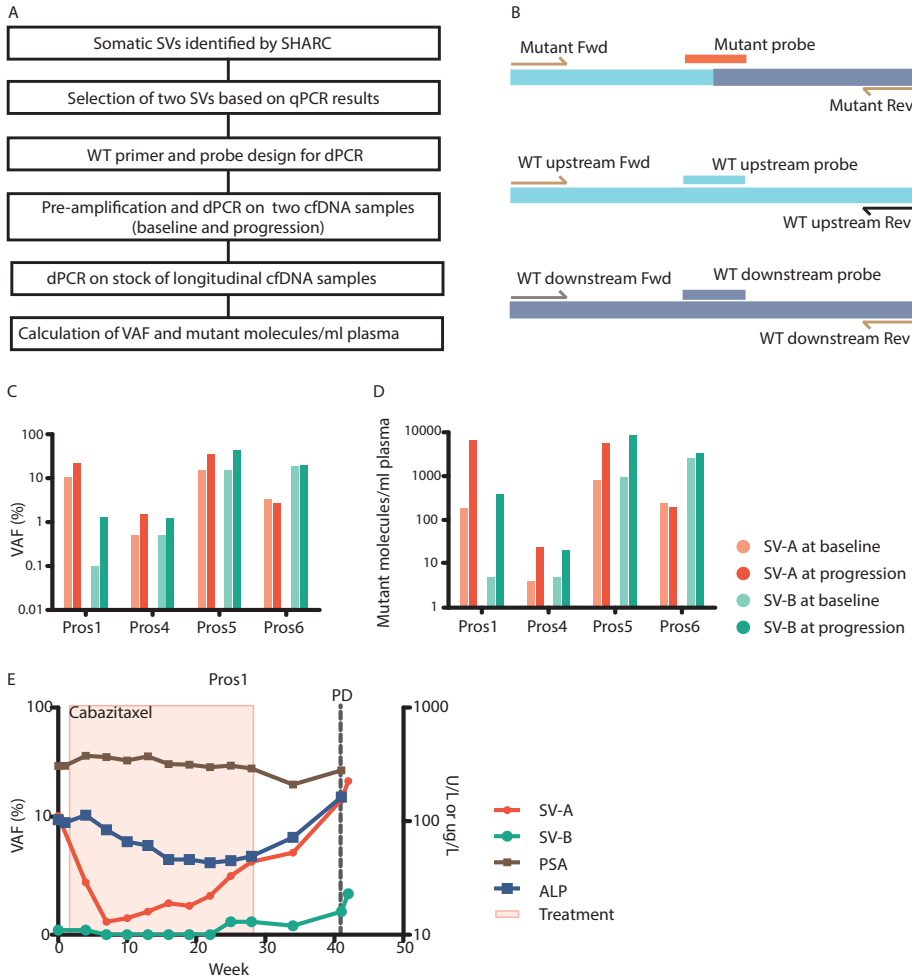 A
Somatic SVs identified by SHARC
Selection of two SVs based on qPCR results
WT primer and probe design for dPCR
Pre-amplification and dPCR on two cfDNA samples
(baseline and progression)
dPCR on stock of longitudinal cfDNA samples
Calculation of VAF and mutant molecules/ml plasma
B
Mutant Fwd
Mutant probe
Mutant Rev
WT upstream Fwd
WT upstream probe
WT upstream Rev
WT downstream Fwd
WT downstream probe
WT downstream Rev
C
VAF (%)
100
10
1
0.1
0.01
Pros1 Pros4 Pros5 Pros6
D
Mutant molecules/ml plasma
10000
1000
100
10
1
Pros1 Pros4 Pros5 Pros6
SV-A at baseline
SV-A at progression
SV-B at baseline
SV-B at progression
E
Pros1
PD
Cabazitaxel
VAF (%)
100
10
0
1000
100
10
U/L or ug/L
0 10 20 30 40 50
Week
SV-A
SV-B
PSA
ALP
Treatment